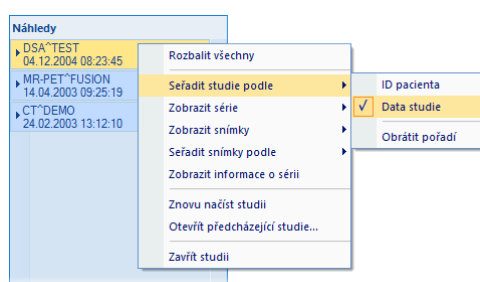 Náhledy
DSA^TEST
04.12.2004 08:23:45
MR-PET^FUSION
14.04.2003 09:25:19
CT^DEMO
24.02.2003 13:12:10
Rozbalit všechny
Seřadit studie podle
Zobrazit série
Zobrazit snímky
Seřadit snímky podle
Zobrazit informace o sérii
Znovu načíst studii
Otevřít předcházející studie...
Zavřít studii
ID pacienta
Data studie
Obrátit pořadí